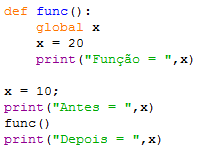 def func():
    global x
    x = 20
    print("Função = ",x)

x = 10;
print("Antes = ",x)
func()
print("Depois = ",x)